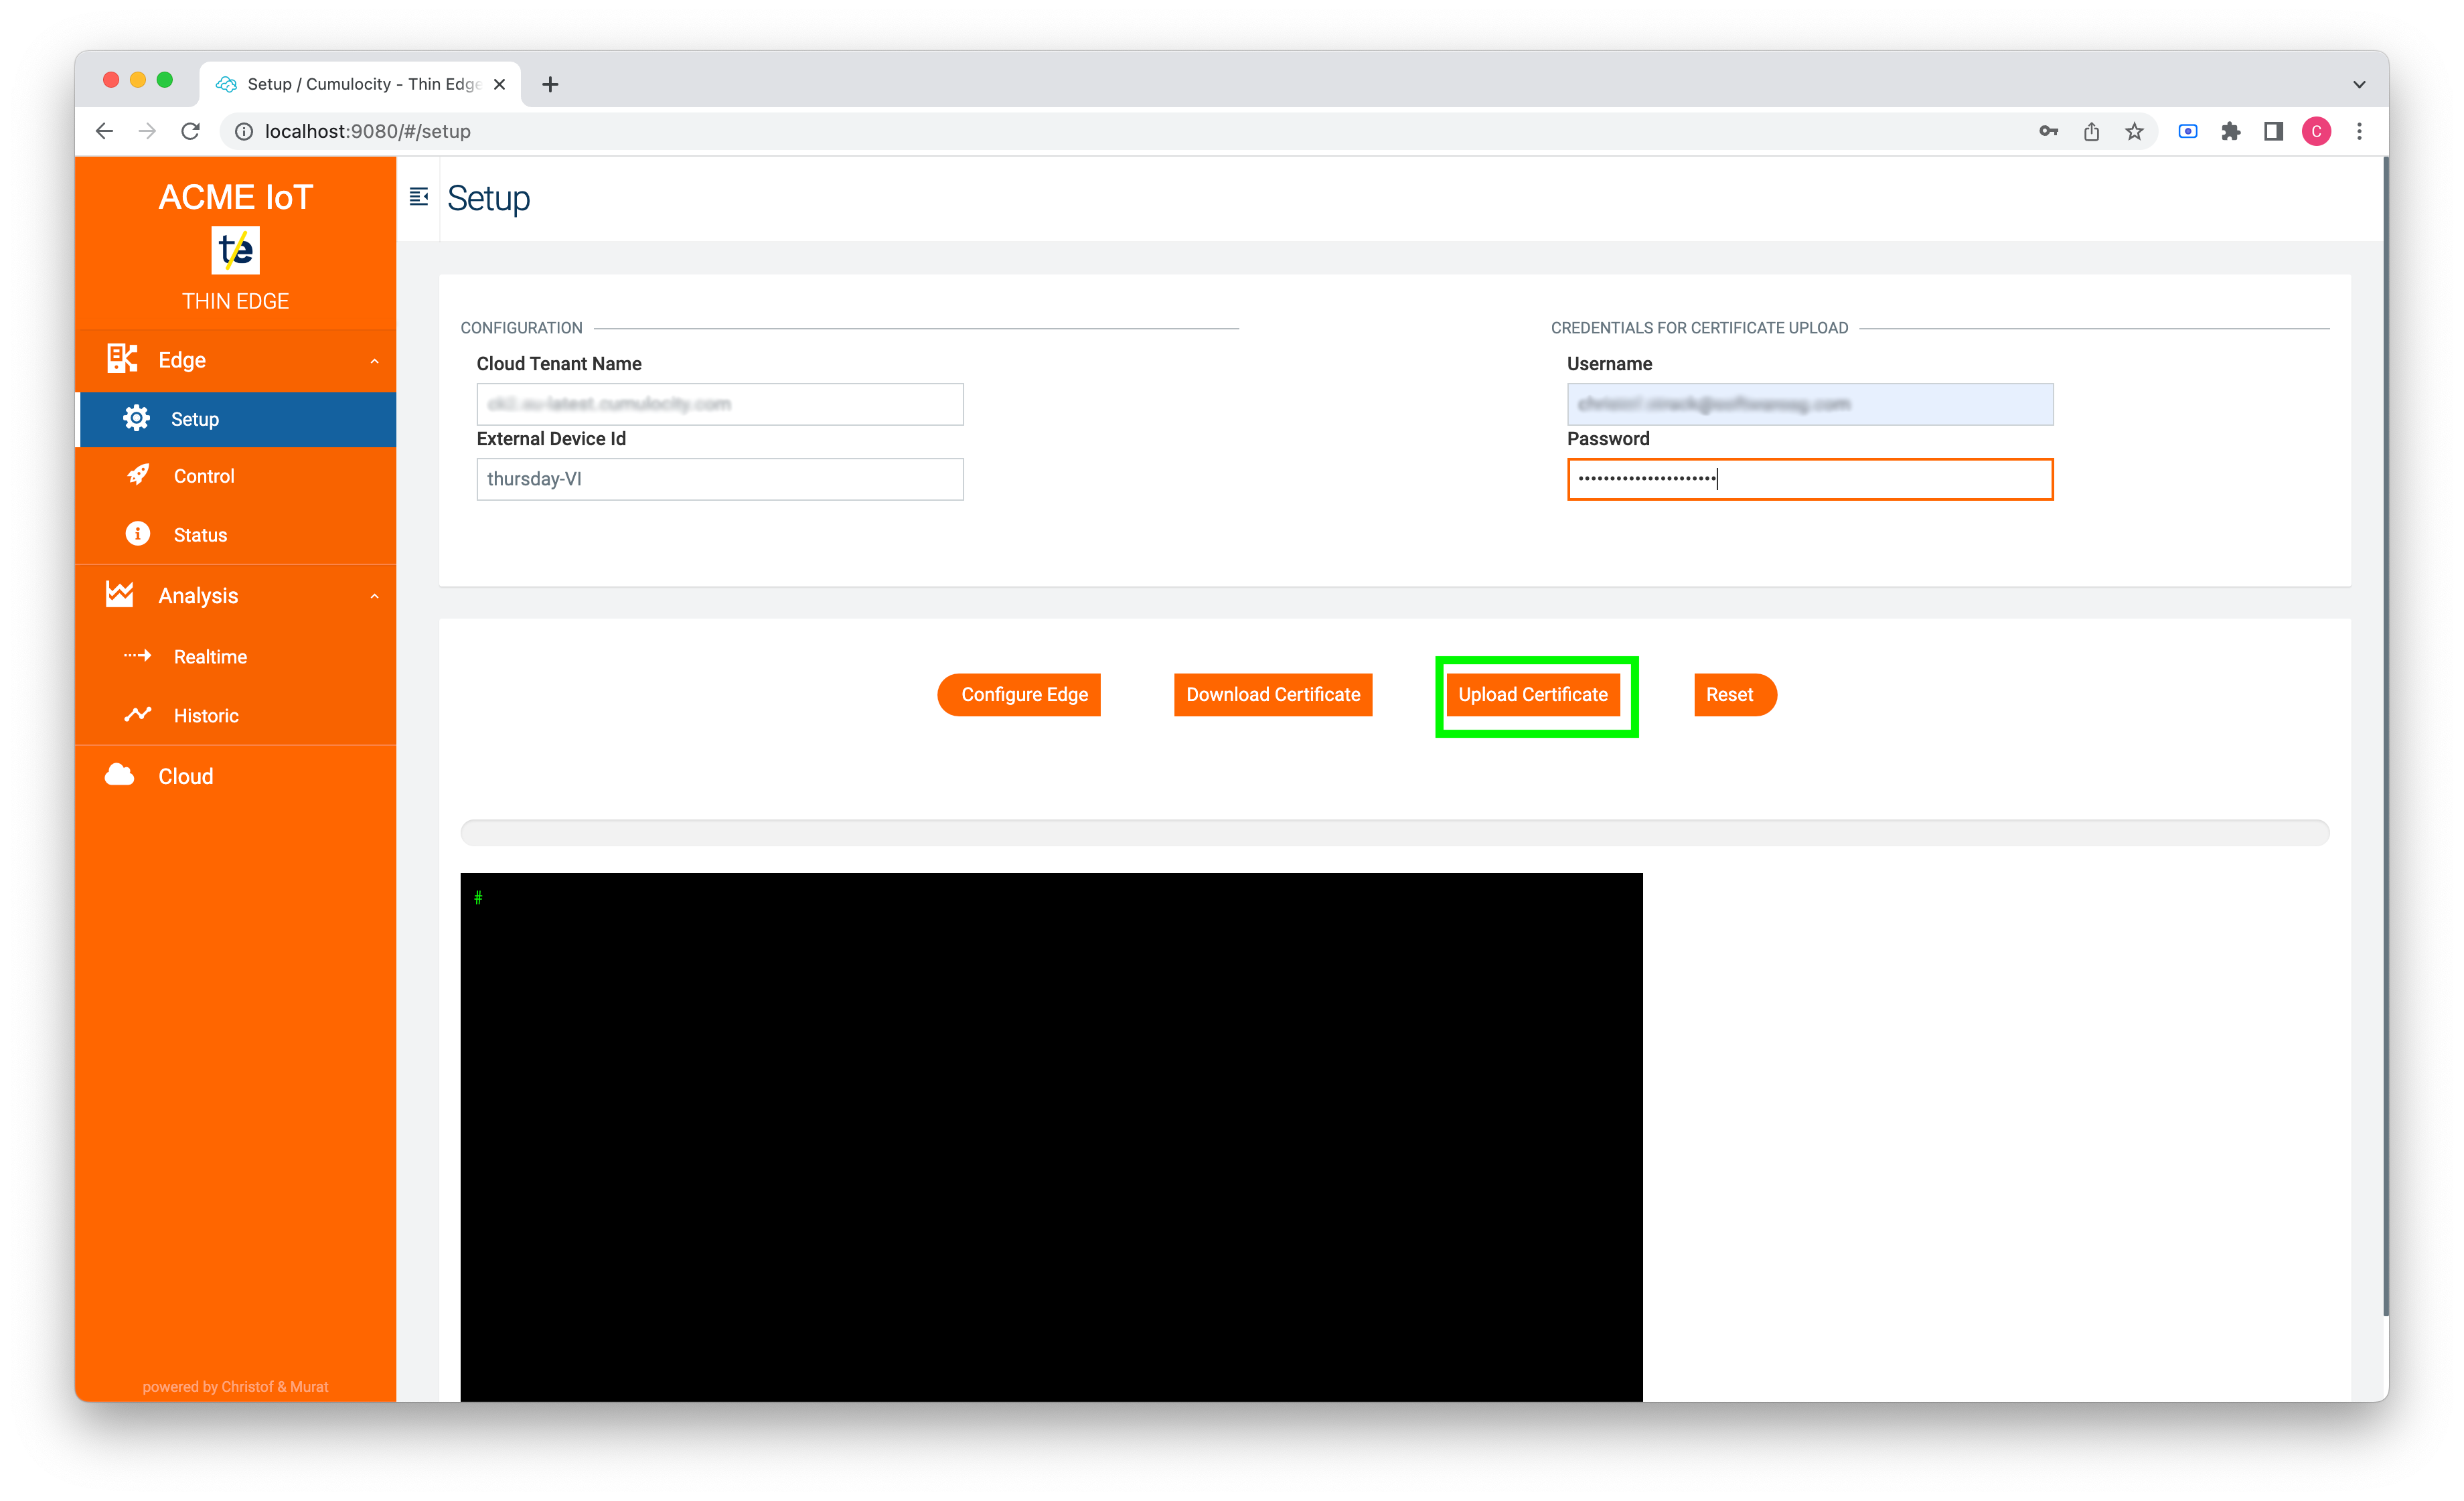 Setup / Cumulocity - Thin Edge
localhost:9080/#/setup
C
ACME IoT
te
THIN EDGE
Edge
Setup
Control
Status
Analysis
Realtime
Historic
Cloud
powered by Christof & Murat
Setup
CONFIGURATION
Cloud Tenant Name
External Device Id
thursday-VI
CREDENTIALS FOR CERTIFICATE UPLOAD
Username
Password
Configure Edge
Download Certificate
Upload Certificate
Reset
#